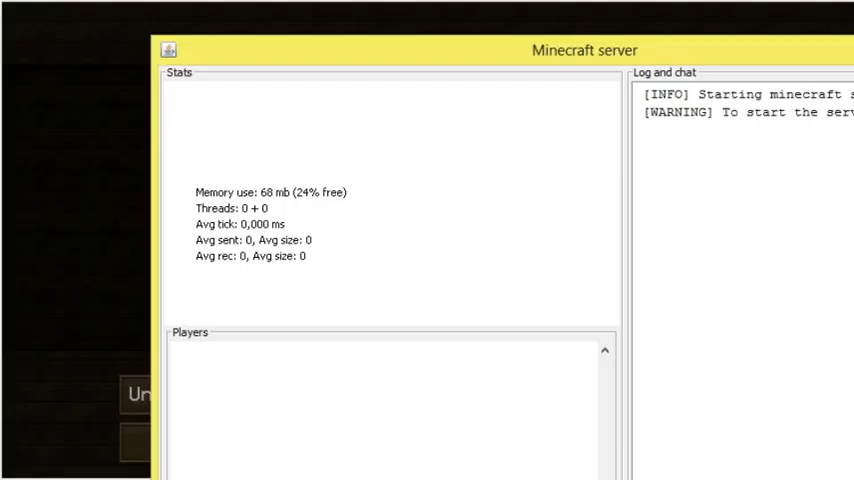 Minecraft server
Stats
Log and chat
[INFO] Starting minecraft
[WARNING] To start the
Memory use: 68 mb (24% free)
Threads: 0 + 0
Avg tick: 0,000 ms
Avg sent: 0, Avg size: 0
Avg rec: 0, Avg size: 0
Players
Un